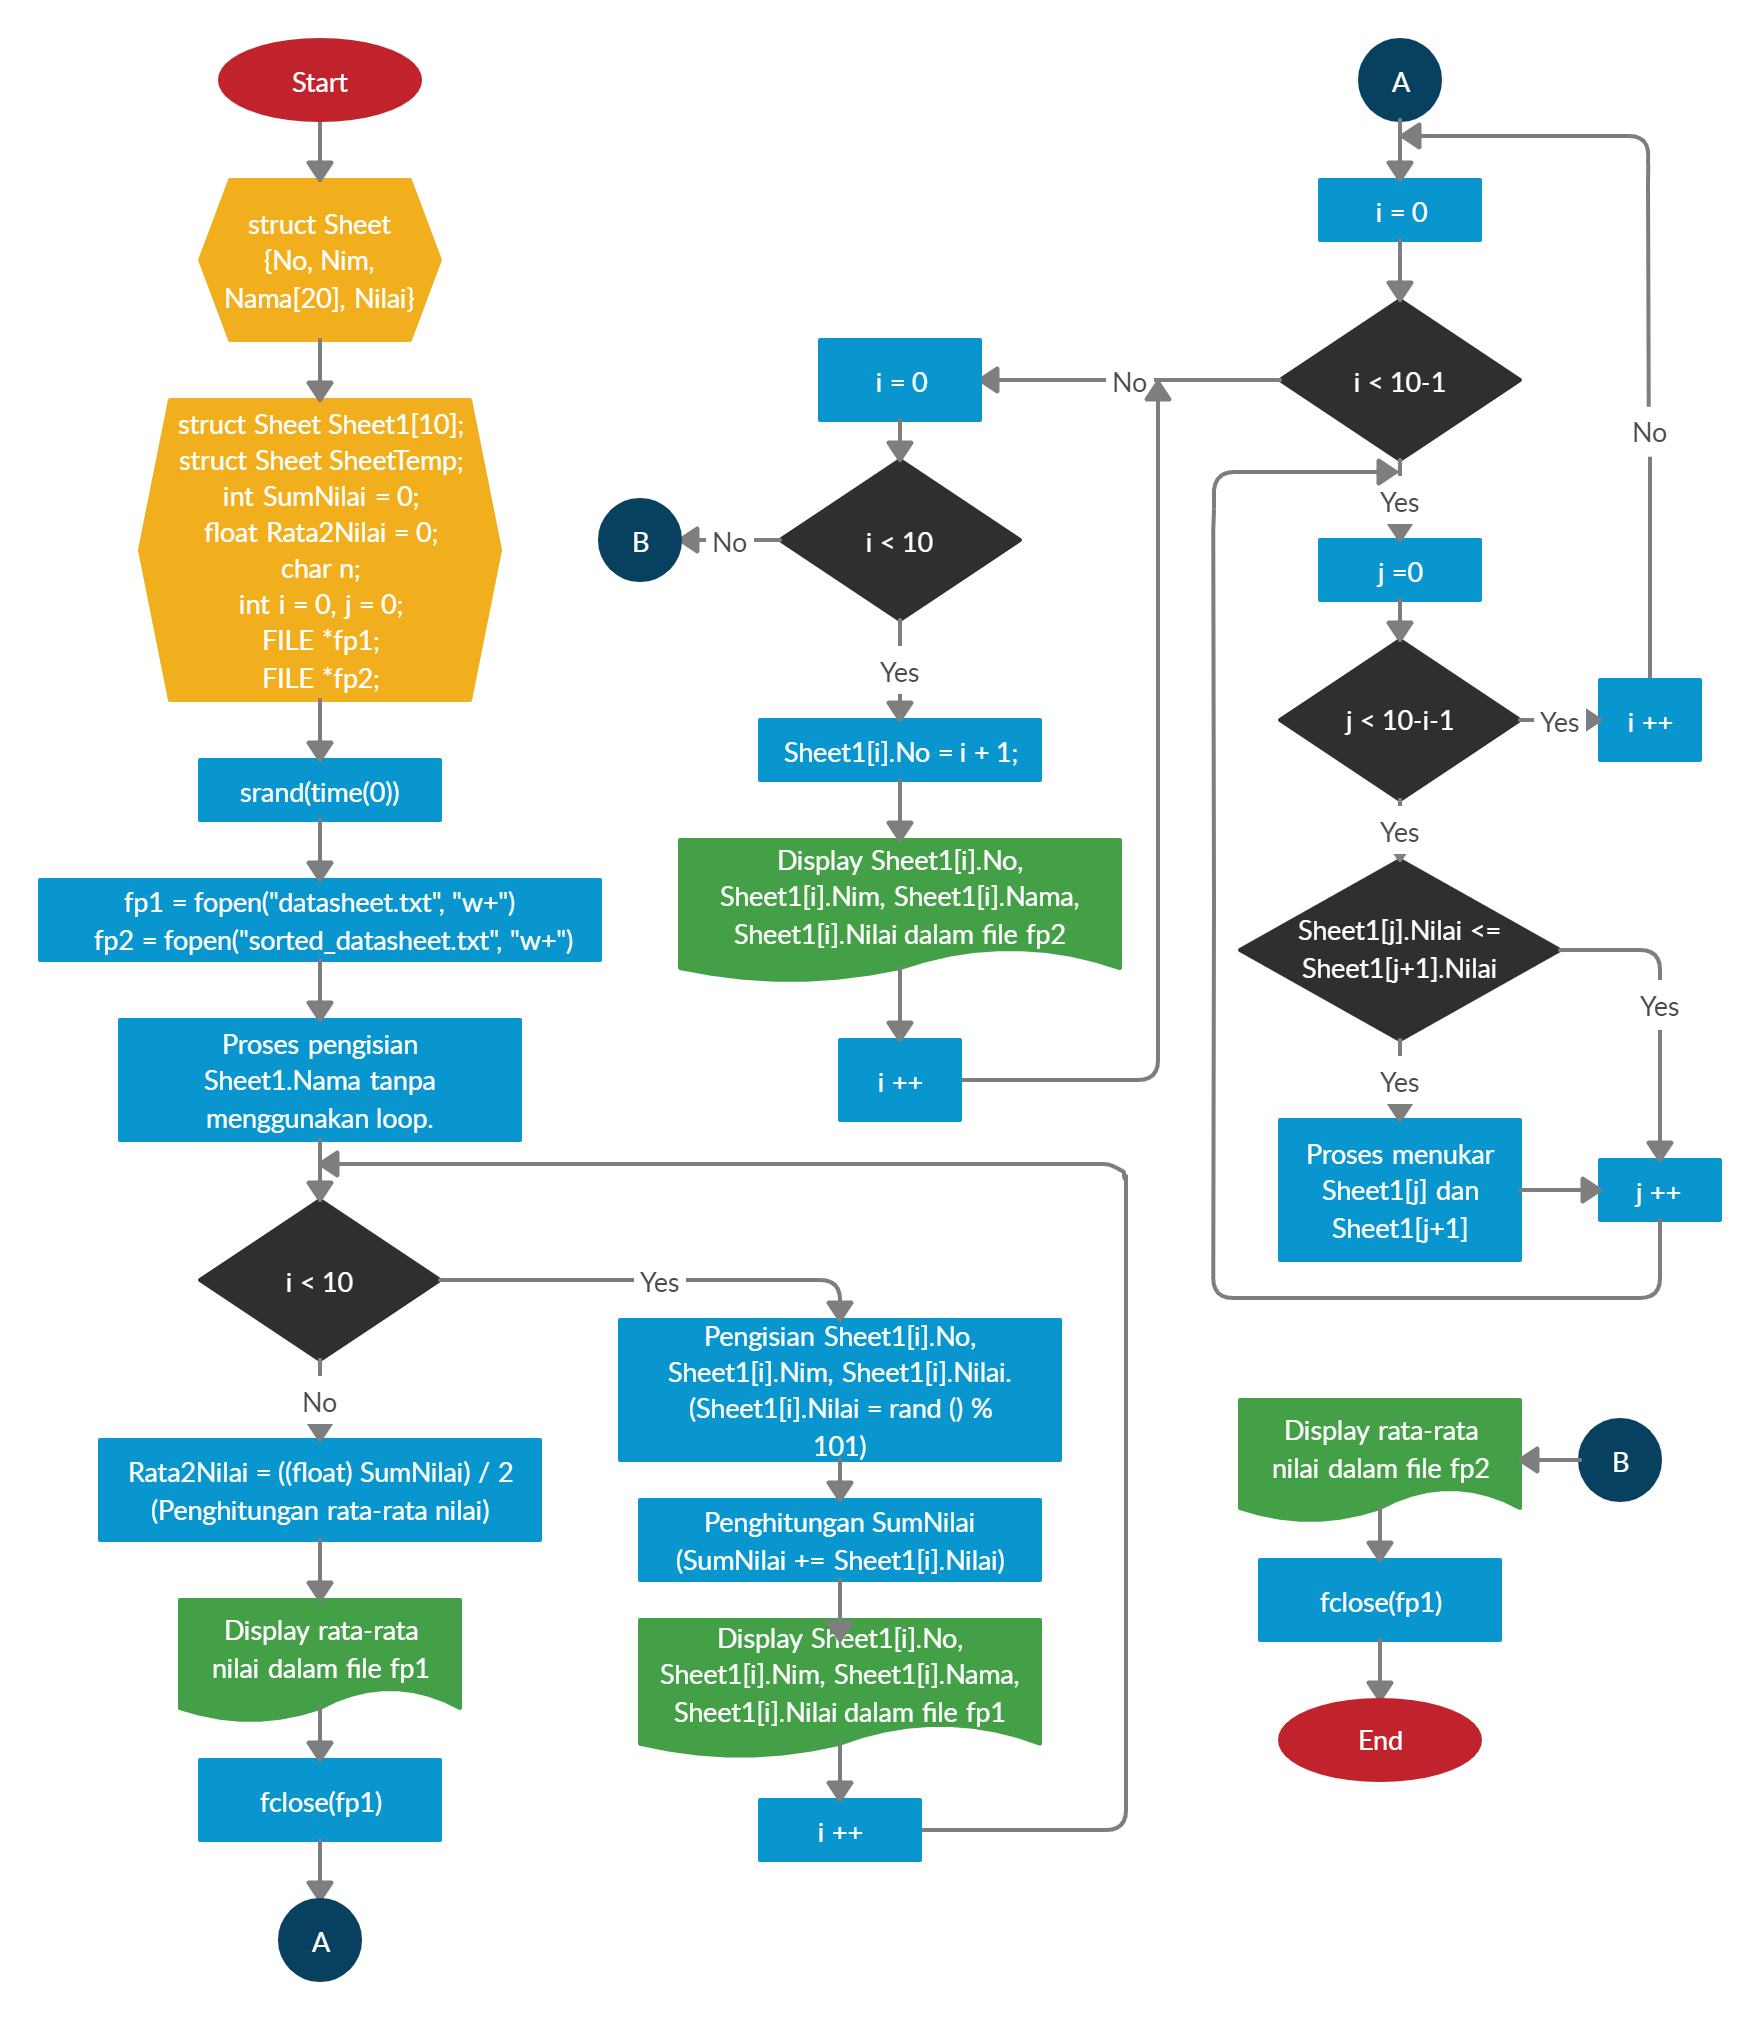 Start
struct Sheet
{No, Nim,
Nama[20], Nilai}
struct Sheet Sheet1[10];
struct Sheet SheetTemp;
int SumNilai = 0;
float Rata2Nilai = 0;
char n;
int i = 0, j = 0;
FILE *fp1;
FILE *fp2;
srand(time(0))
fp1 = fopen("datasheet.txt", "w+")
fp2 = fopen("sorted_datasheet.txt", "w+")
Proses pengisian
Sheet1.Nama tanpa
menggunakan loop.
i < 10
Yes
No
Rata2Nilai = ((float) SumNilai) / 2
(Penghitungan rata-rata nilai)
Display rata-rata
nilai dalam file fp1
fclose(fp1)
A
Pengisian Sheet1[i].No,
Sheet1[i].Nim, Sheet1[i].Nilai.
(Sheet1[i].Nilai = rand () %
101)
Penghitungan SumNilai
(SumNilai += Sheet1[i].Nilai)
Display Sheet1[i].No,
Sheet1[i].Nim, Sheet1[i].Nama,
Sheet1[i].Nilai dalam file fp1
i ++
A
i = 0
i < 10-1
No
Yes
j =0
j < 10-i-1
Yes
i ++
No
Yes
Sheet1[j].Nilai <=
Sheet1[j+1].Nilai
Yes
Yes
Proses menukar
Sheet1[j] dan
Sheet1[j+1]
j ++
i = 0
i < 10
No
B
Yes
Sheet1[i].No = i + 1;
Display Sheet1[i].No,
Sheet1[i].Nim, Sheet1[i].Nama,
Sheet1[i].Nilai dalam file fp2
i ++
B
Display rata-rata
nilai dalam file fp2
fclose(fp1)
End